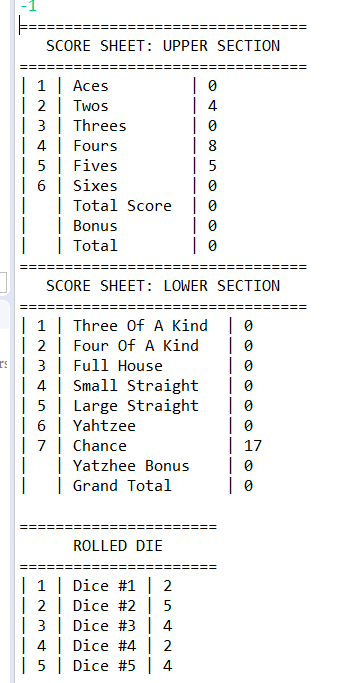 -1
================================
SCORE SHEET: UPPER SECTION
================================
| 1 | Aces | 0
| 2 | Twos | 4
| 3 | Threes | 0
| 4 | Fours | 8
| 5 | Fives | 5
| 6 | Sixes | 0
| | Total Score | 0
| | Bonus | 0
| | Total | 0
================================
SCORE SHEET: LOWER SECTION
================================
| 1 | Three Of A Kind | 0
| 2 | Four Of A Kind | 0
| 3 | Full House | 0
| 4 | Small Straight | 0
| 5 | Large Straight | 0
| 6 | Yahtzee | 0
| 7 | Chance | 17
| | Yatzhee Bonus | 0
| | Grand Total | 0
======================
ROLLED DIE
======================
| 1 | Dice #1 | 2
| 2 | Dice #2 | 5
| 3 | Dice #3 | 4
| 4 | Dice #4 | 2
| 5 | Dice #5 | 4